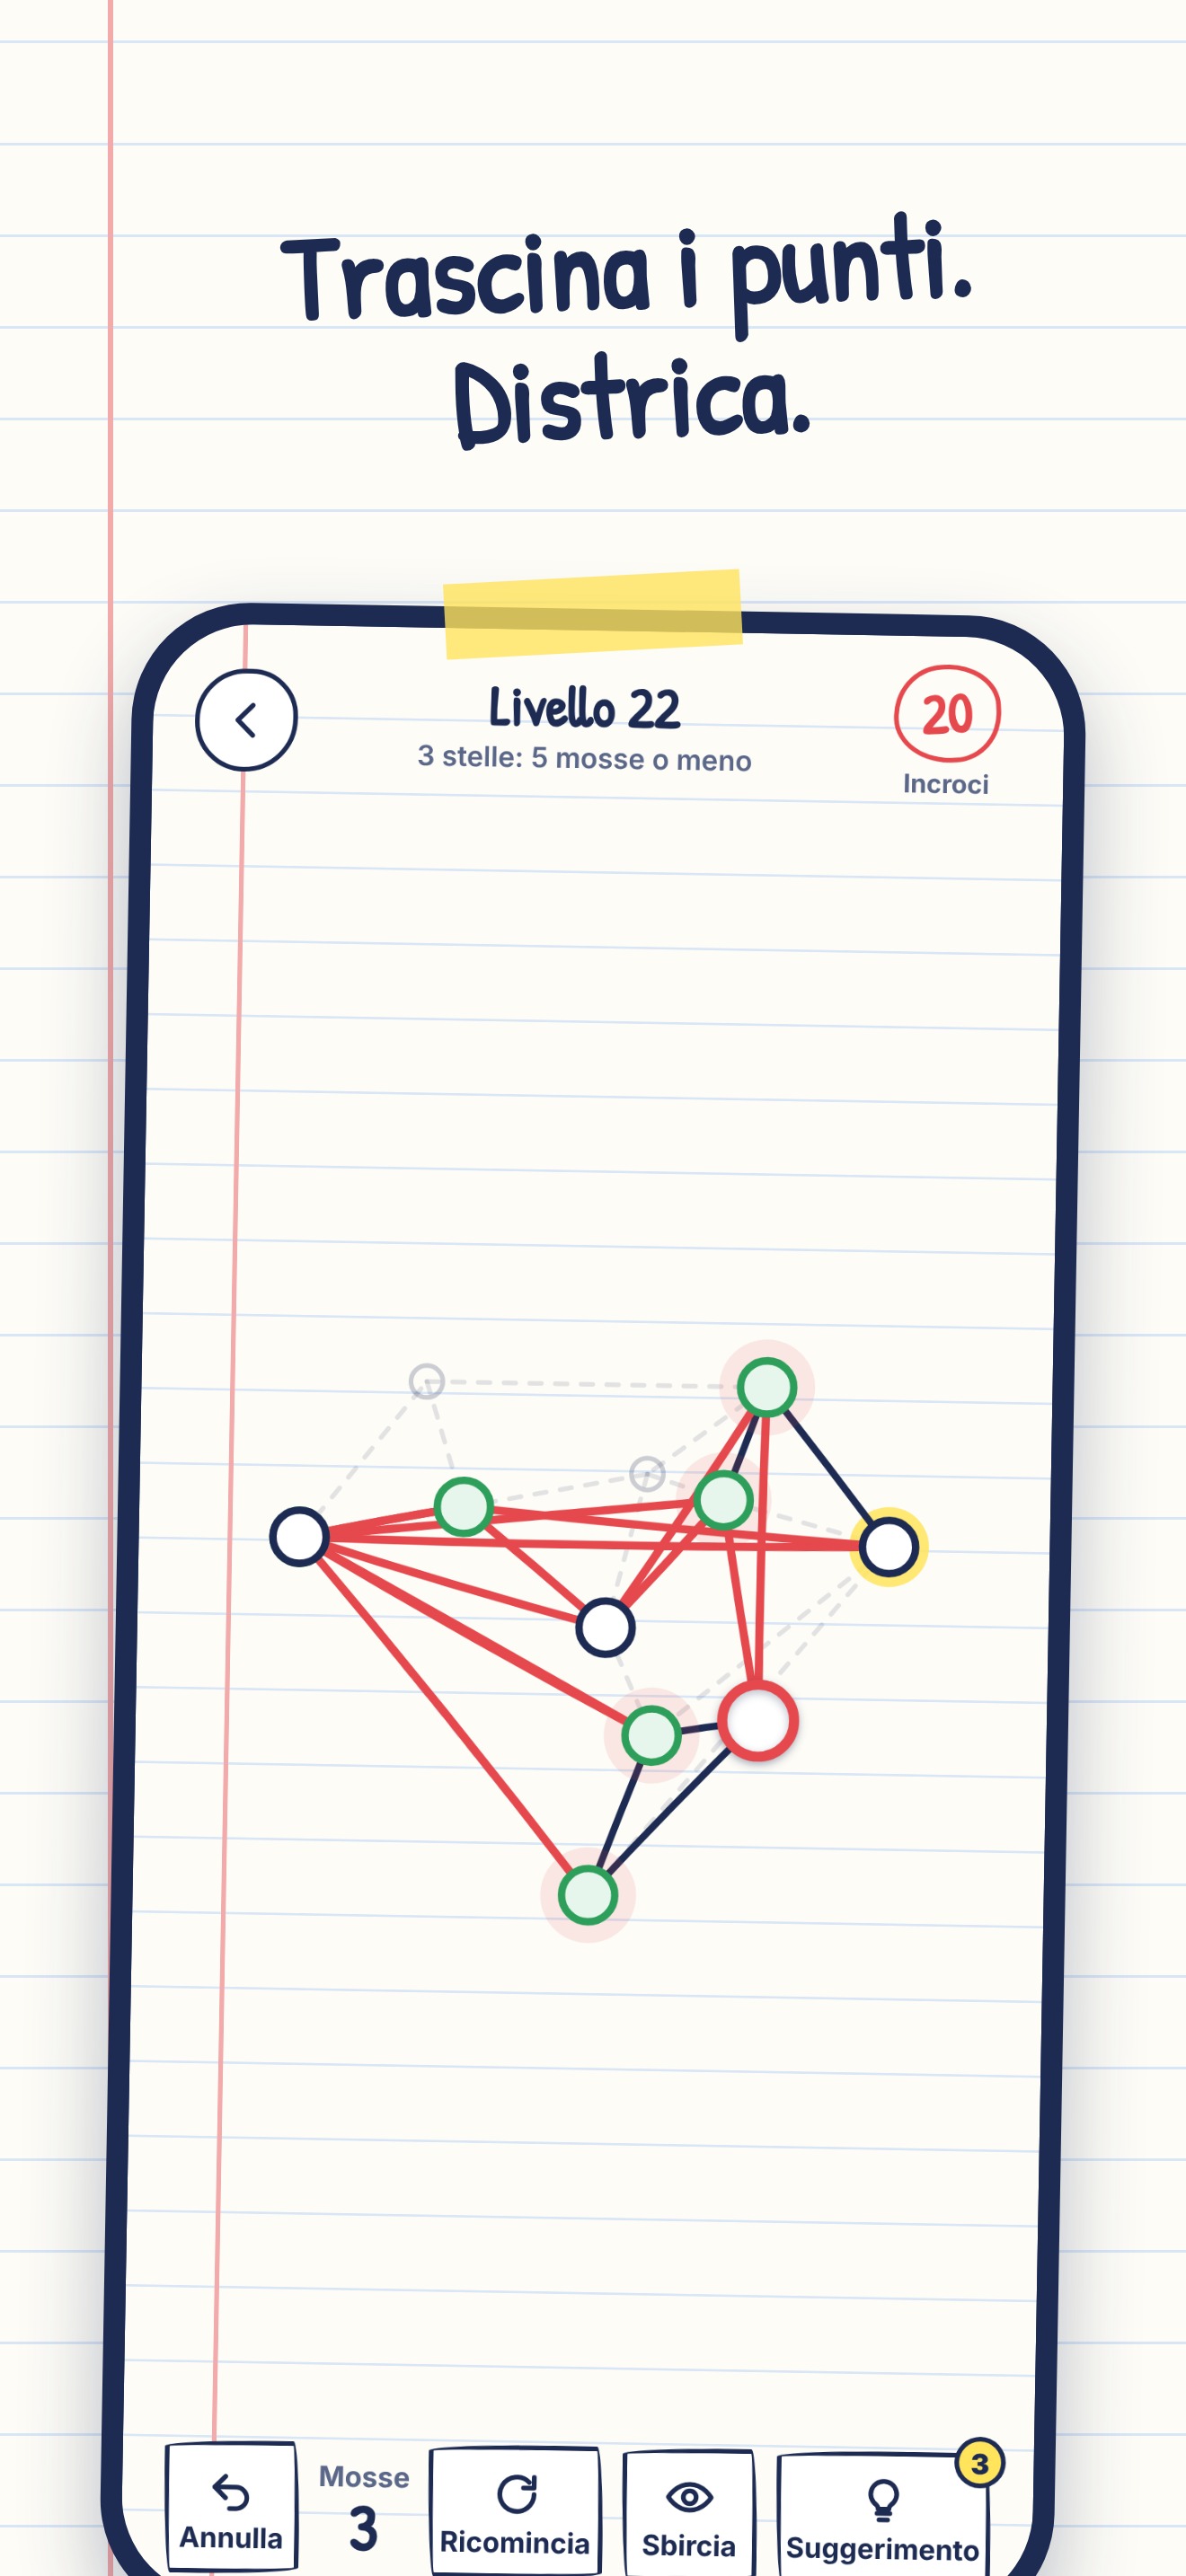 Trascina i punti.
Districa.
Livello 22
3 stelle: 5 mosse o meno
20
Incroci
Annulla
Mosse
3
Ricomincia
Sbircia
3
Suggerimento